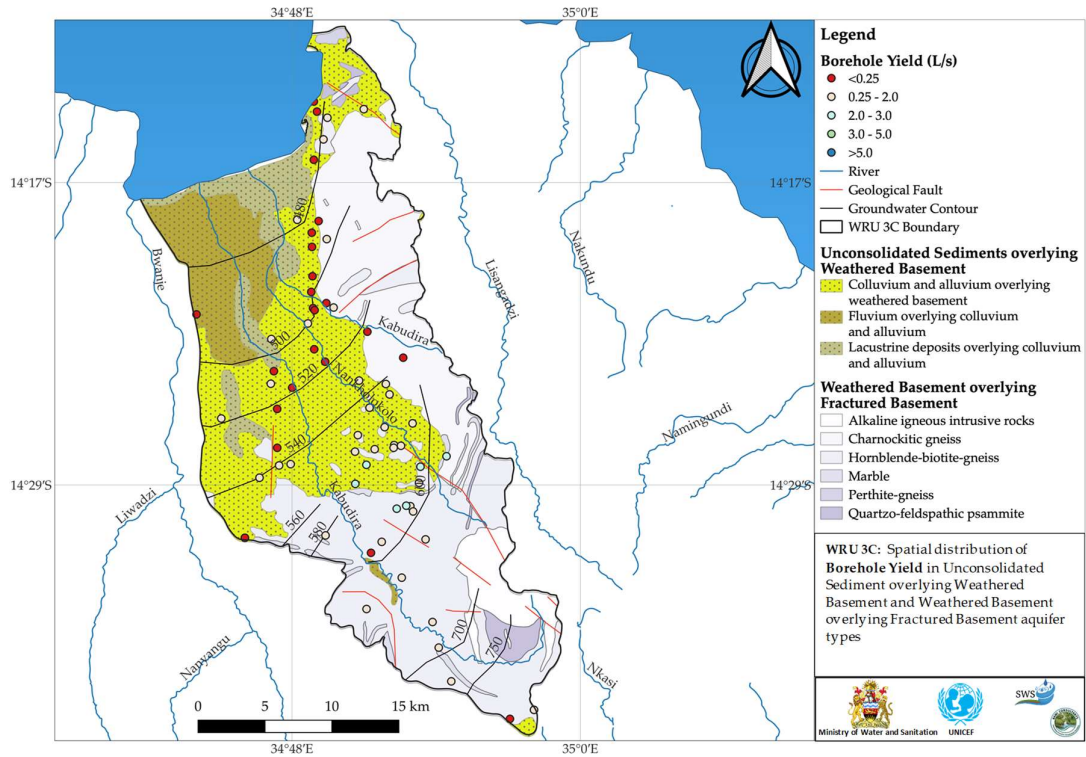 34°48′E
35°0′E
14°17′S
14°17′S
14°29′S
14°29′S
34°48′E
35°0′E
480
500
520
540
560
580
600
700
750
Bwanje
Lisangadzi
Nakundu
Kabudira
Namikolokolo
Kabudira
Namingundi
Liwadzi
Nanyangu
Nkasi
0
5
10
15 km
Legend
Borehole Yield (L/s)
<0.25
0.25 - 2.0
2.0 - 3.0
3.0 - 5.0
>5.0
River
Geological Fault
Groundwater Contour
WRU 3C Boundary
Unconsolidated Sediments overlying
Weathered Basement
Colluvium and alluvium overlying
weathered basement
Fluvium overlying colluvium
and alluvium
Lacustrine deposits overlying colluvium
and alluvium
Weathered Basement overlying
Fractured Basement
Alkaline igneous intrusive rocks
Charnockitic gneiss
Hornblende-biotite-gneiss
Marble
Perthite-gneiss
Quartzo-feldspathic psammite
WRU 3C: Spatial distribution of
Borehole Yield in Unconsolidated
Sediment overlying Weathered
Basement and Weathered Basement
overlying Fractured Basement aquifer
types
Ministry of Water and Sanitation
UNICEF
SWS